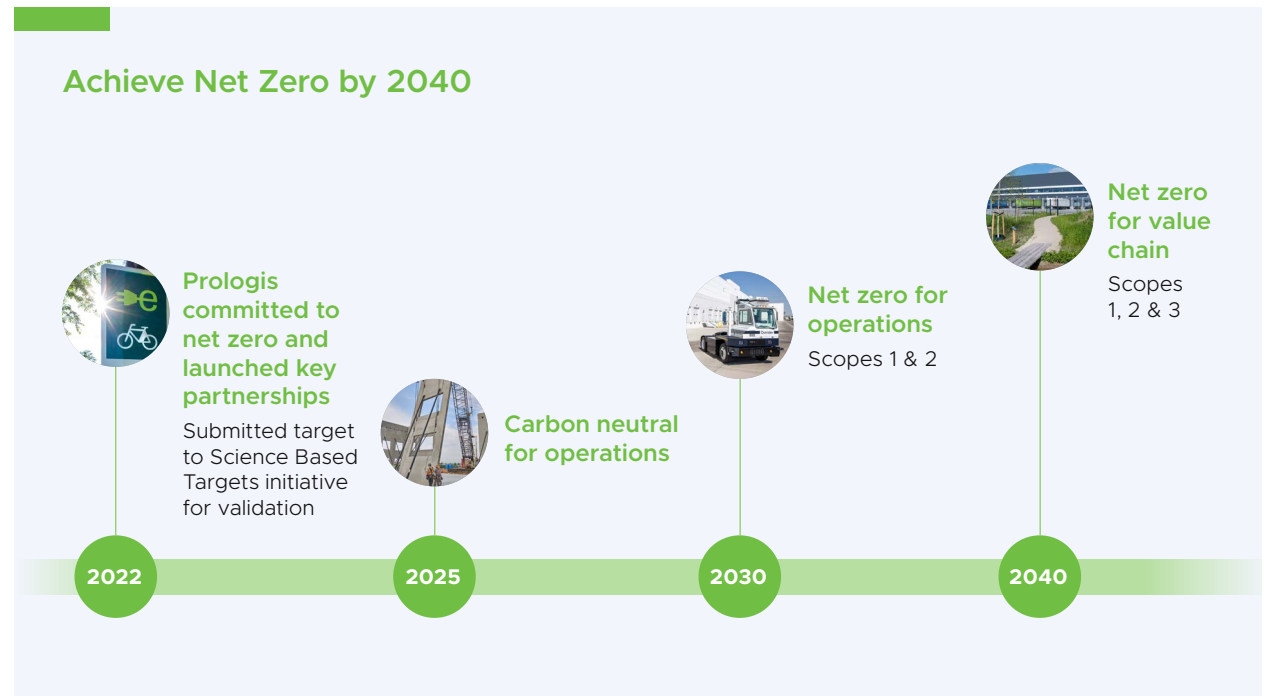 Achieve Net Zero by 2040
Prologis
committed to
net zero and
launched key
partnerships
Submitted target
to Science Based
Targets initiative
for validation
Carbon neutral
for operations
Net zero for
operations
Scopes 1 & 2
Net zero
for value
chain
Scopes
1, 2 & 3
e
2022
2025
2030
2040